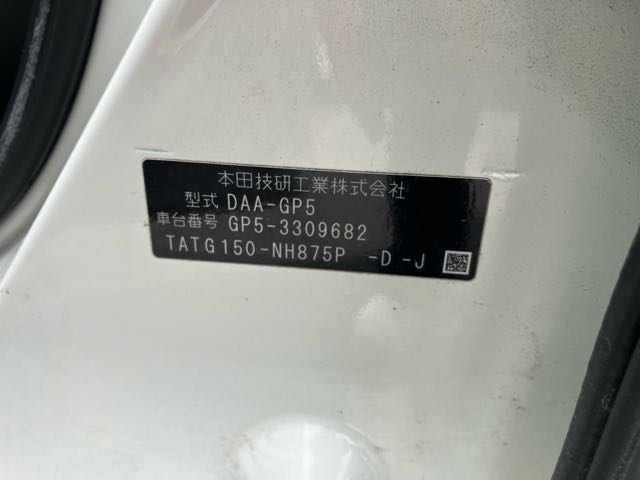 本田技研工業株式会社
型式 DAA-GP5
車台番号 GP5-3309682
TATG150-NH875P -D -J